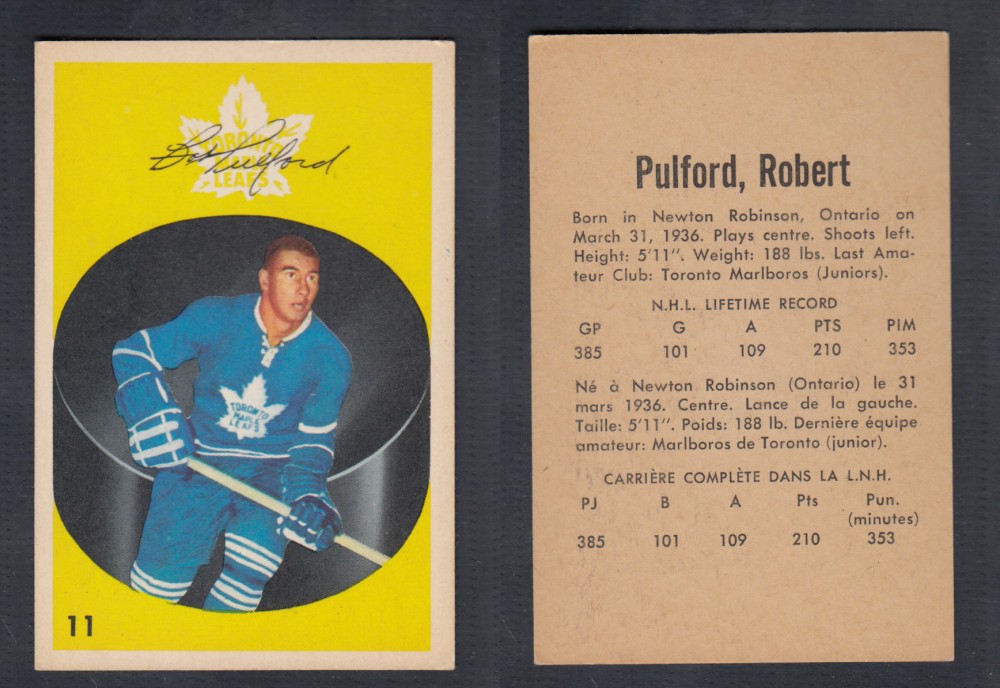 TORONTO
MAPLE
LEAFS
Bob Pulford
TORONTO
MAPLE
LEAFS
11
Pulford, Robert
Born in Newton Robinson, Ontario on
March 31, 1936. Plays centre. Shoots left.
Height: 5'11". Weight: 188 lbs. Last Ama-
teur Club: Toronto Marlboros (Juniors).
N.H.L. LIFETIME RECORD
GP G A PTS PIM
385 101 109 210 353
Né à Newton Robinson (Ontario) le 31
mars 1936. Centre. Lance de la gauche.
Taille: 5'11". Poids: 188 lb. Dernière équipe
amateur: Marlboros de Toronto (junior).
CARRIÈRE COMPLÈTE DANS LA L.N.H.
PJ B A Pts Pun.
(minutes)
385 101 109 210 353